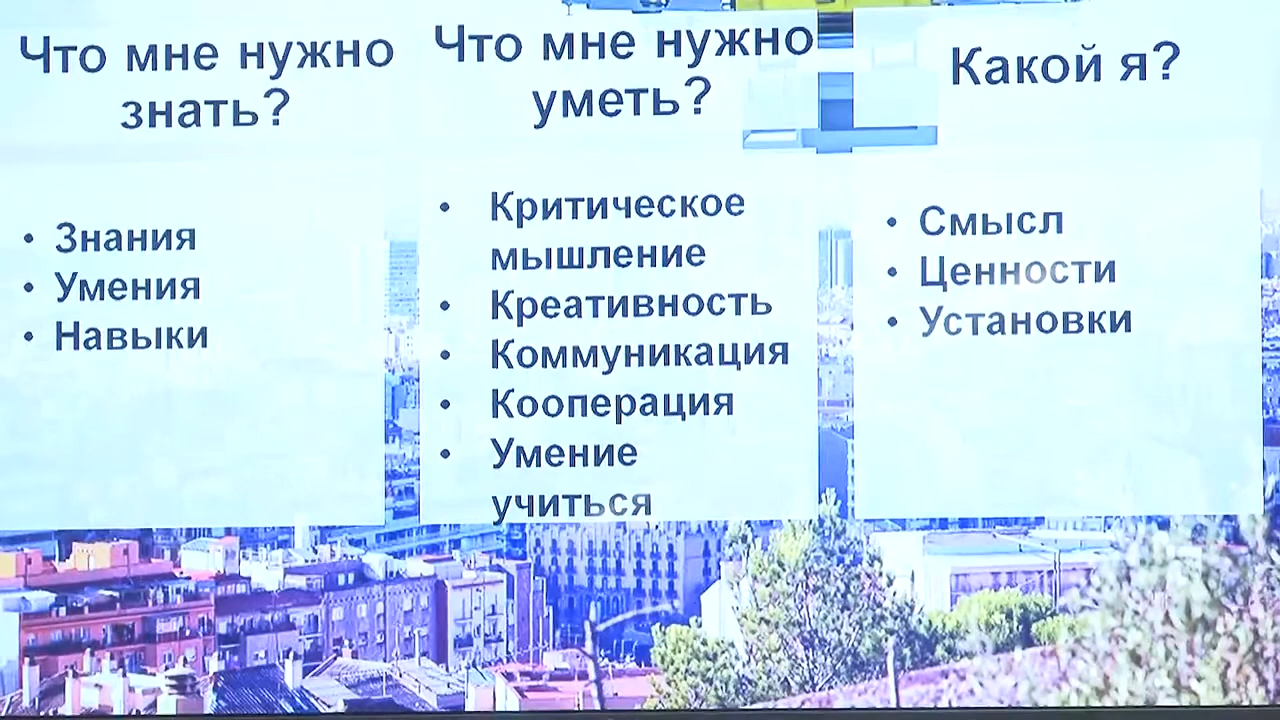 Что мне нужно
знать?
• Знания
• Умения
• Навыки
Что мне нужно
уметь?
• Критическое
мышление
• Креативность
• Коммуникация
• Кооперация
• Умение
учиться
Какой я?
• Смысл
• Ценности
• Установки